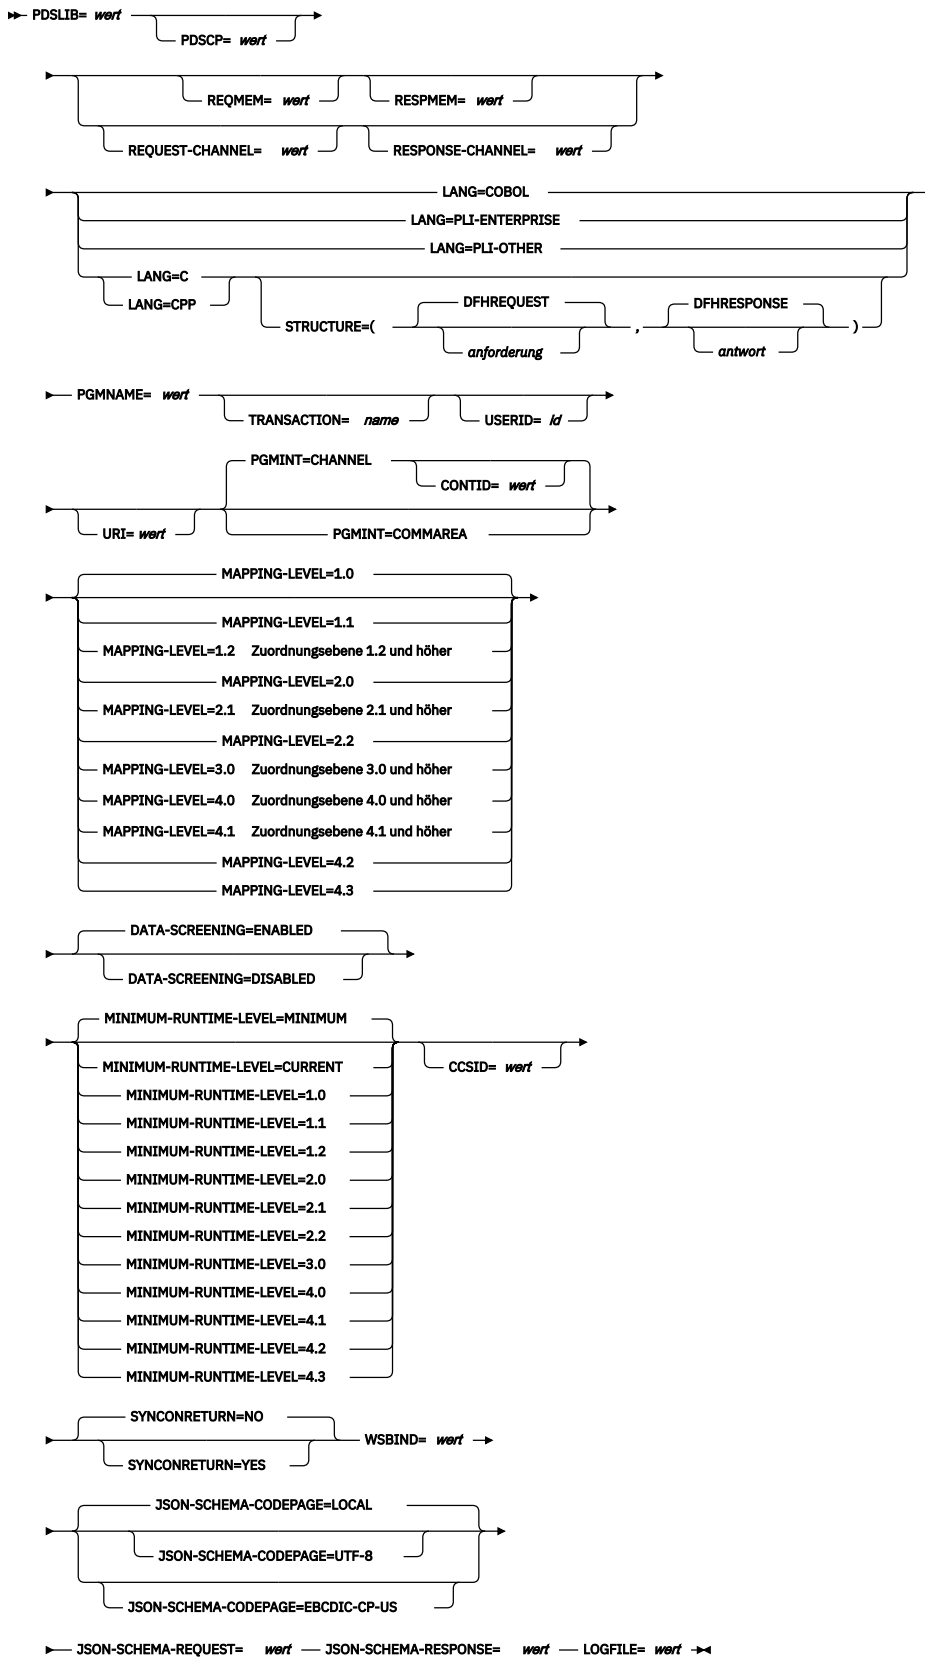 PDSLIB= wert
PDSCP= wert
REQMEM= wert RESPMEM= wert
REQUEST-CHANNEL= wert RESPONSE-CHANNEL= wert
LANG=COBOL
LANG=PLI-ENTERPRISE
LANG=PLI-OTHER
LANG=C
LANG=CPP
DFHREQUEST DFHRESPONSE
STRUCTURE=( , )
anforderung antwort
PGMNAME= wert
TRANSACTION= name USERID= id
PGMINT=CHANNEL
CONTID= wert
URI= wert PGMINT=COMMAREA
MAPPING-LEVEL=1.0
MAPPING-LEVEL=1.1
MAPPING-LEVEL=1.2 Zuordnungsebene 1.2 und höher
MAPPING-LEVEL=2.0
MAPPING-LEVEL=2.1 Zuordnungsebene 2.1 und höher
MAPPING-LEVEL=2.2
MAPPING-LEVEL=3.0 Zuordnungsebene 3.0 und höher
MAPPING-LEVEL=4.0 Zuordnungsebene 4.0 und höher
MAPPING-LEVEL=4.1 Zuordnungsebene 4.1 und höher
MAPPING-LEVEL=4.2
MAPPING-LEVEL=4.3
DATA-SCREENING=ENABLED
DATA-SCREENING=DISABLED
MINIMUM-RUNTIME-LEVEL=MINIMUM
MINIMUM-RUNTIME-LEVEL=CURRENT CCSID= wert
MINIMUM-RUNTIME-LEVEL=1.0
MINIMUM-RUNTIME-LEVEL=1.1
MINIMUM-RUNTIME-LEVEL=1.2
MINIMUM-RUNTIME-LEVEL=2.0
MINIMUM-RUNTIME-LEVEL=2.1
MINIMUM-RUNTIME-LEVEL=2.2
MINIMUM-RUNTIME-LEVEL=3.0
MINIMUM-RUNTIME-LEVEL=4.0
MINIMUM-RUNTIME-LEVEL=4.1
MINIMUM-RUNTIME-LEVEL=4.2
MINIMUM-RUNTIME-LEVEL=4.3
SYNCONRETURN=NO
WSBIND= wert
SYNCONRETURN=YES
JSON-SCHEMA-CODEPAGE=LOCAL
JSON-SCHEMA-CODEPAGE=UTF-8
JSON-SCHEMA-CODEPAGE=EBCDIC-CP-US
JSON-SCHEMA-REQUEST= wert JSON-SCHEMA-RESPONSE= wert LOGFILE= wert